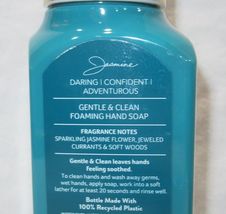 Jasmine
DARING | CONFIDENT |
ADVENTUROUS
GENTLE & CLEAN
FOAMING HAND SOAP
FRAGRANCE NOTES
SPARKLING JASMINE FLOWER, JEWELED
CURRANTS & SOFT WOODS
Gentle & Clean leaves hands
feeling soothed.
To clean hands and wash away germs,
wet hands, apply soap, work into a soft
lather for at least 20 seconds and rinse well.
Bottle Made With
100% Recycled Plastic